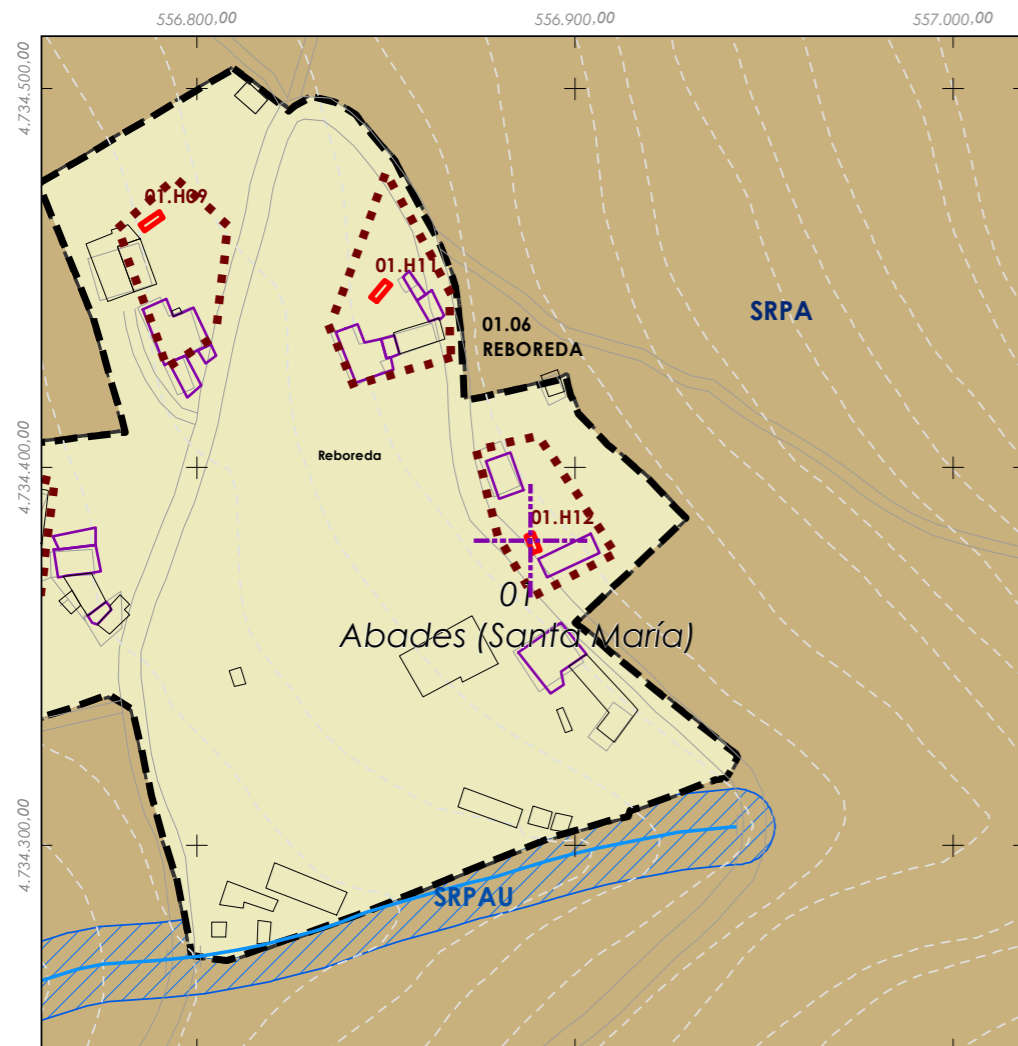 556.800,00
556.900,00
557.000,00
4.734.500,00
01.H09
01.H11
SRPA
01.06
REBOREDA
4.734.400,00
Reboreda
01.H12
01
Abades (Santa María)
4.734.300,00
SRPAU